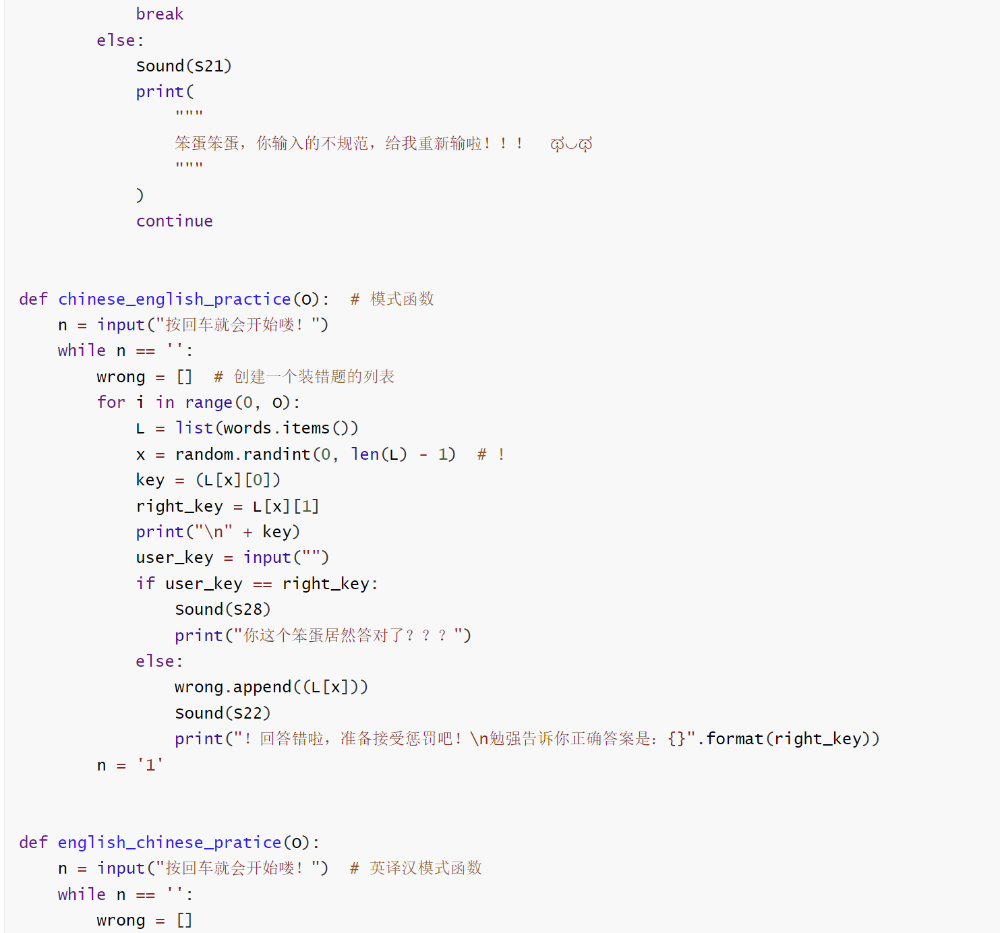 break
        else:
            Sound(S21)
            print(
                """
                笨蛋笨蛋，你输入的不规范，给我重新输啦！！！  ಥ◡ಥ
                """
            )
            continue


def chinese_english_practice(O):  # 模式函数
    n = input("按回车就会开始喽！")
    while n == '':
        wrong = []  # 创建一个装错题的列表
        for i in range(0, O):
            L = list(words.items())
            x = random.randint(0, len(L) - 1)  # !
            key = (L[x][0])
            right_key = L[x][1]
            print("\n" + key)
            user_key = input("")
            if user_key == right_key:
                Sound(S28)
                print("你这个笨蛋居然答对了？？？")
            else:
                wrong.append((L[x]))
                Sound(S22)
                print("！回答错啦，准备接受惩罚吧！\n勉强告诉你正确答案是：{}".format(right_key))
        n = '1'


def english_chinese_pratice(O):
    n = input("按回车就会开始喽！")  # 英译汉模式函数
    while n == '':
        wrong = []